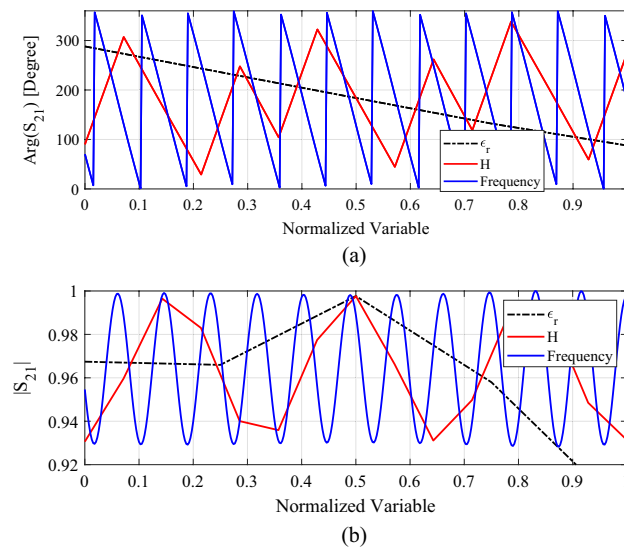 Arg(S₂₁) [Degree]
300
200
100
0
0 0.1 0.2 0.3 0.4 0.5 0.6 0.7 0.8 0.9
Normalized Variable
ϵᵣ
H
Frequency
(a)
|S₂₁|
1
0.98
0.96
0.94
0.92
0 0.1 0.2 0.3 0.4 0.5 0.6 0.7 0.8 0.9
Normalized Variable
ϵᵣ
H
Frequency
(b)